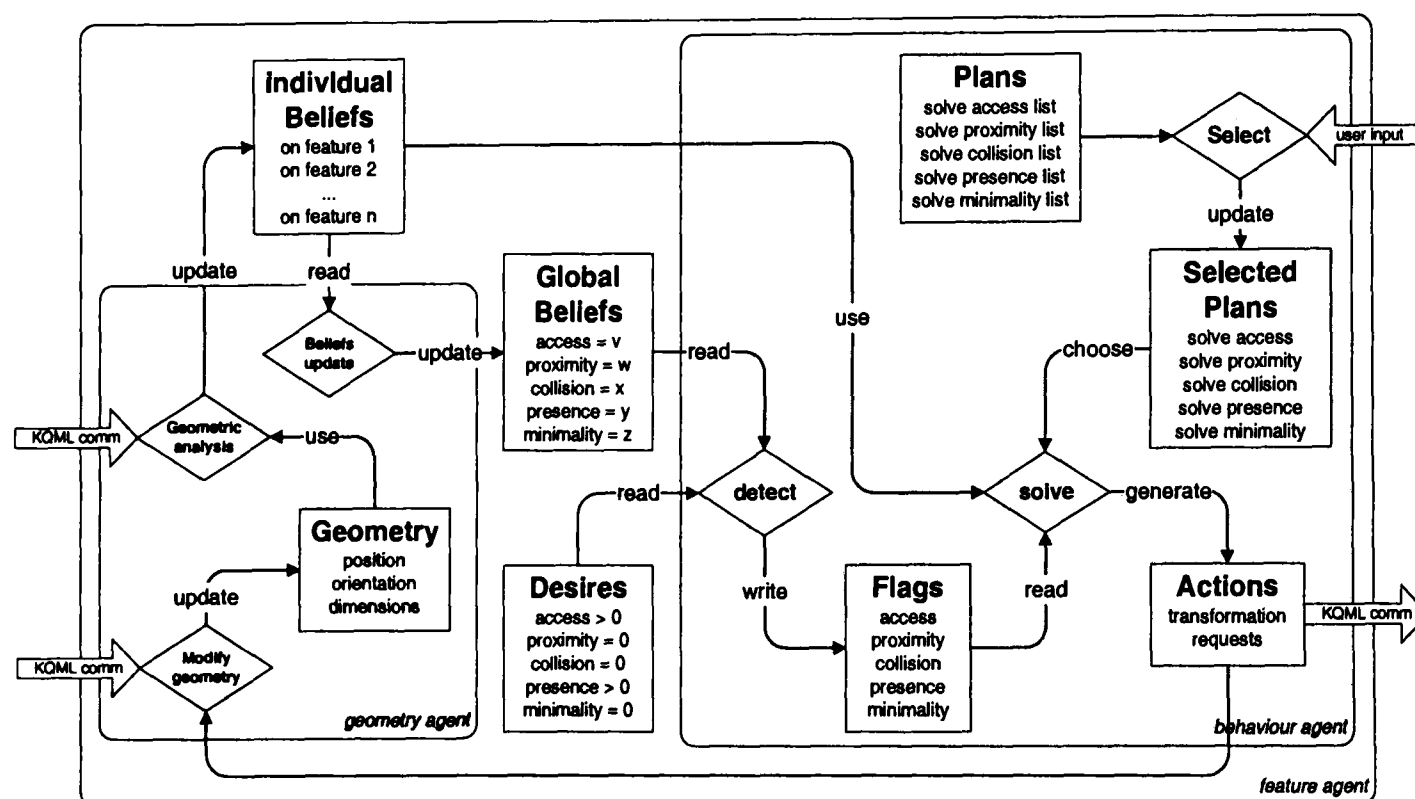 Individual
Beliefs
on feature 1
on feature 2
...
on feature n
Plans
solve access list
solve proximity list
solve collision list
solve presence list
solve minimality list
Select
user input
update
update
read
Global
Beliefs
access = v
proximity = w
collision = x
presence = y
minimality = z
Selected
Plans
solve access
solve proximity
solve collision
solve presence
solve minimality
Beliefs
update
update
read
use
choose
KQML comm
Geometric
analysis
use
read
detect
solve
generate
Geometry
position
orientation
dimensions
update
Desires
access > 0
proximity = 0
collision = 0
presence > 0
minimality = 0
write
Flags
access
proximity
collision
presence
minimality
read
Actions
transformation
requests
KQML comm
KQML comm
Modify
geometry
geometry agent
behaviour agent
feature agent